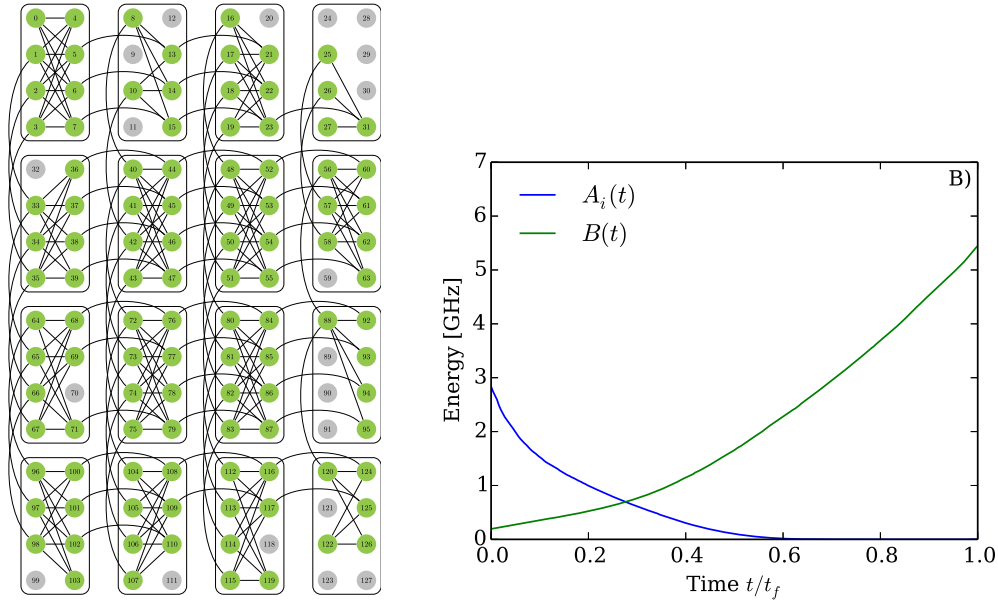 0 4 8 12 16 20 24 28
1 5 9 13 17 21 25 29
2 6 10 14 18 22 26 30
3 7 11 15 19 23 27 31
32 36 40 44 48 52 56 60
33 37 41 45 49 53 57 61
34 38 42 46 50 54 58 62
35 39 43 47 51 55 59 63
64 68 72 76 80 84 88 92
65 69 73 77 81 85 89 93
66 70 74 78 82 86 90 94
67 71 75 79 83 87 91 95
96 100 104 108 112 116 120 124
97 101 105 109 113 117 121 125
98 102 106 110 114 118 122 126
99 103 107 111 115 119 123 127
B)
A_i(t)
B(t)
Energy [GHz]
7
6
5
4
3
2
1
0
0.0 0.2 0.4 0.6 0.8 1.0
Time t/t_f